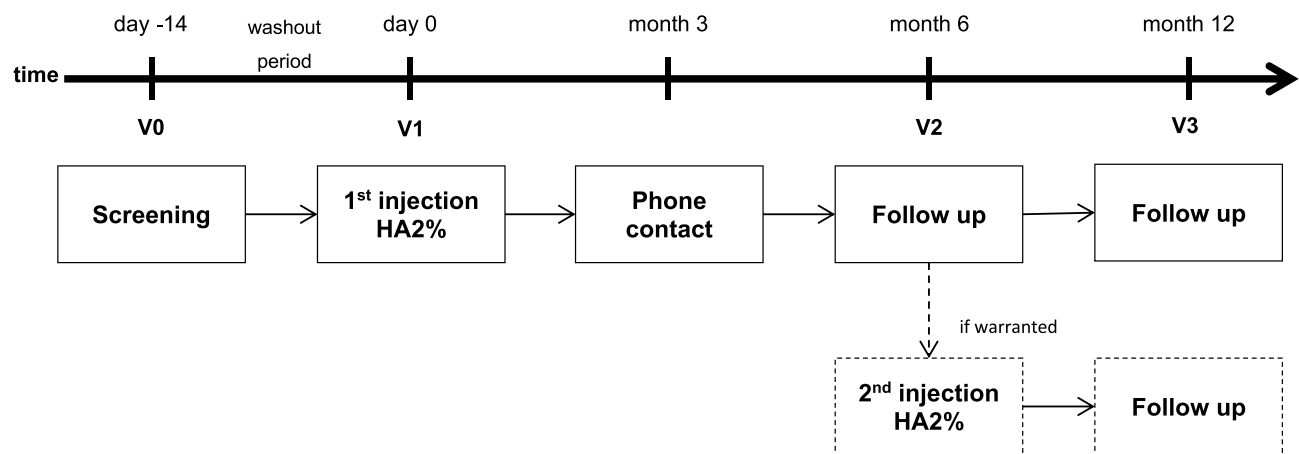 day -14
washout
period
day 0
month 3
month 6
month 12
time
V0
V1
V2
V3
Screening
1st injection
HA2%
Phone
contact
Follow up
Follow up
if warranted
2nd injection
HA2%
Follow up